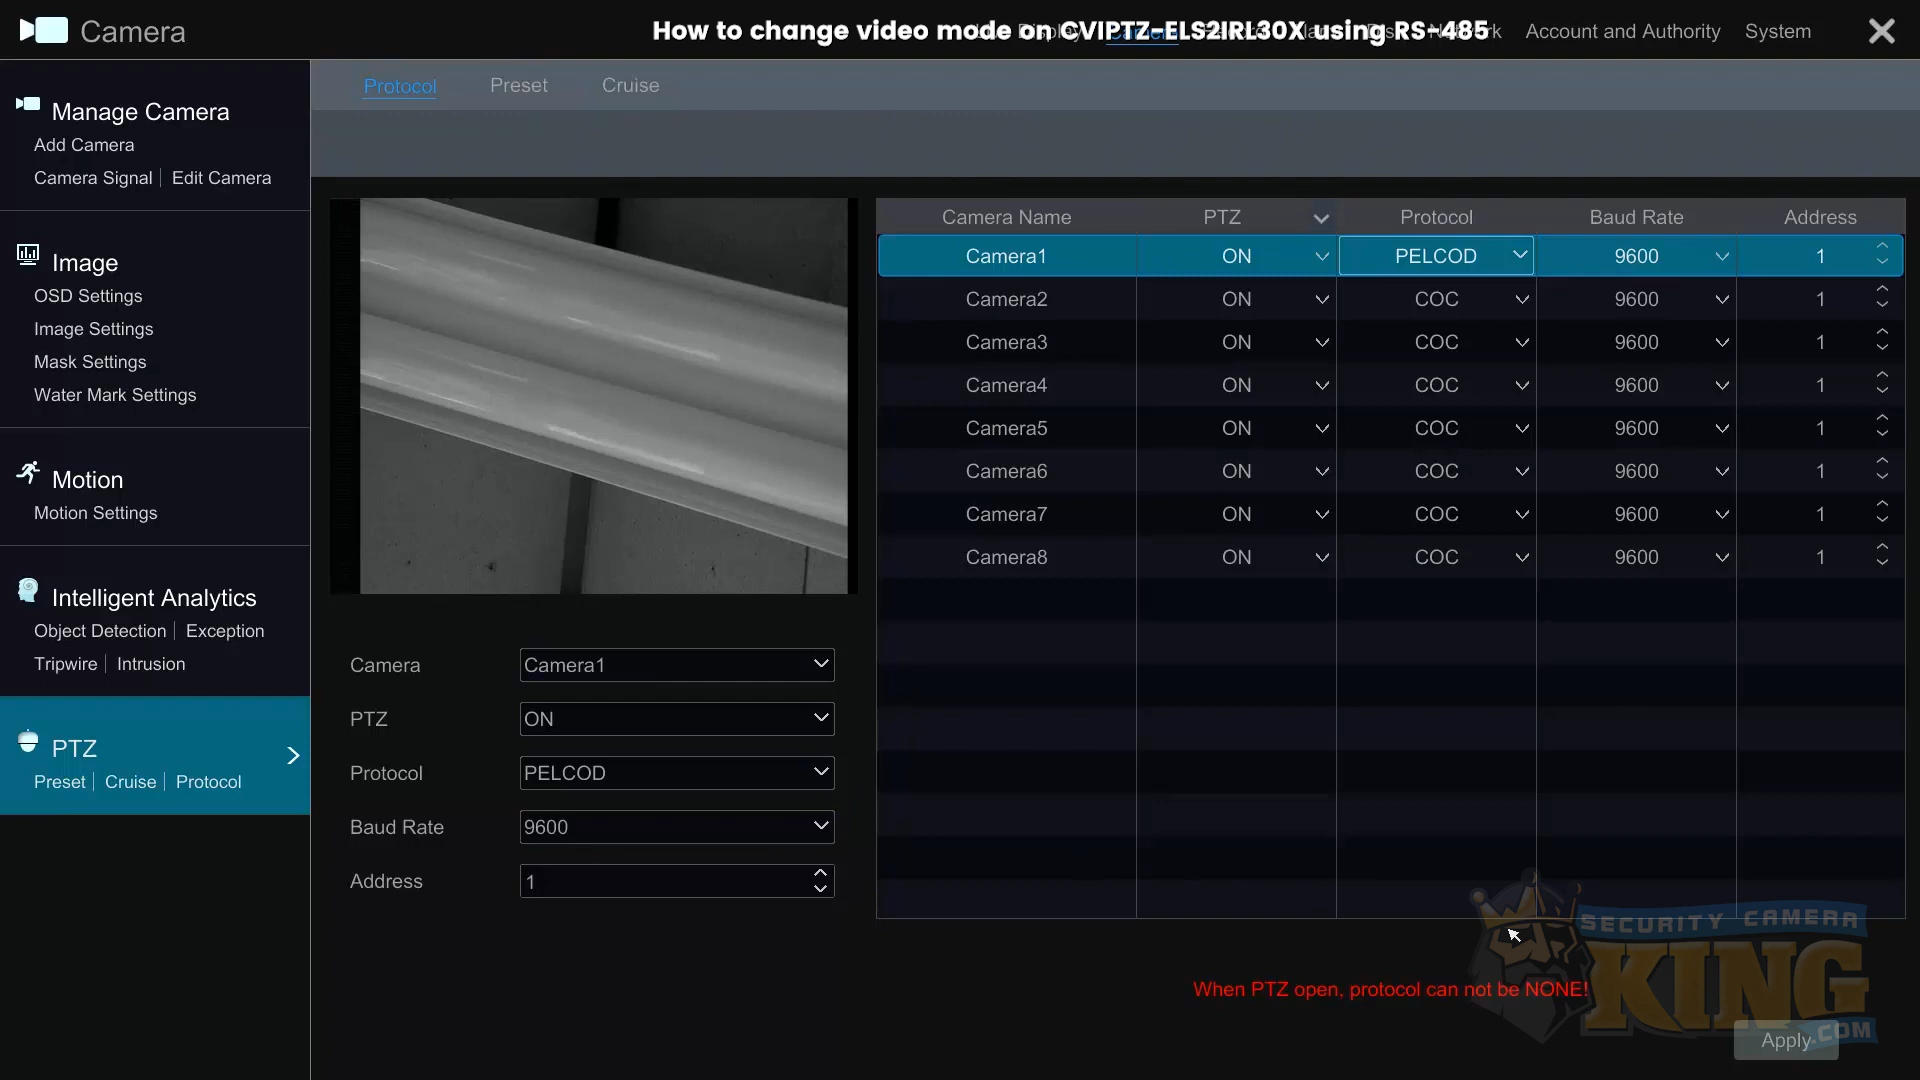 Camera
How to change video mode on CVIPTZ-ELS2IRL30X using RS-485
Account and Authority
System
Manage Camera
Add Camera
Camera Signal | Edit Camera
Image
OSD Settings
Image Settings
Mask Settings
Water Mark Settings
Motion
Motion Settings
Intelligent Analytics
Object Detection | Exception
Tripwire | Intrusion
PTZ
Preset | Cruise | Protocol
Protocol Preset Cruise
Camera Camera1
PTZ ON
Protocol PELCOD
Baud Rate 9600
Address 1
Camera Name PTZ Protocol Baud Rate Address
Camera1 ON PELCOD 9600 1
Camera2 ON COC 9600 1
Camera3 ON COC 9600 1
Camera4 ON COC 9600 1
Camera5 ON COC 9600 1
Camera6 ON COC 9600 1
Camera7 ON COC 9600 1
Camera8 ON COC 9600 1
When PTZ open, protocol can not be NONE!
Apply
SECURITY CAMERA
KING
.COM